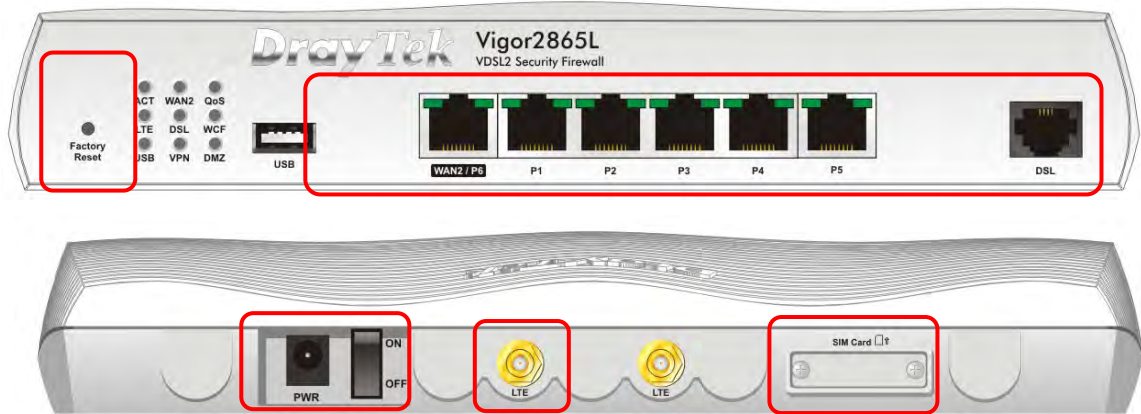 DrayTek Vigor2865L
VDSL2 Security Firewall
ACT WAN2 QoS
LTE DSL WCF
USB VPN DMZ
Factory
Reset
USB
WAN2 / P6 P1 P2 P3 P4 P5 DSL
SIM Card
ON
OFF
PWR
LTE
LTE